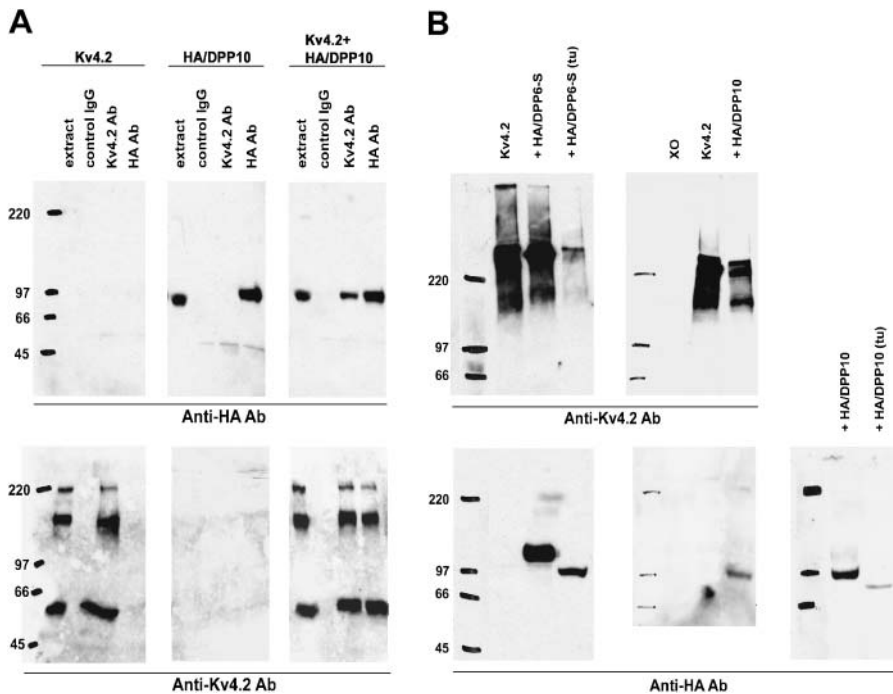 A
Kv4.2
HA/DPP10
Kv4.2+
HA/DPP10
extract
control IgG
Kv4.2 Ab
HA Ab
extract
control IgG
Kv4.2 Ab
HA Ab
extract
control IgG
Kv4.2 Ab
HA Ab
220
97
66
45
Anti-HA Ab
220
97
66
45
Anti-Kv4.2 Ab
B
Kv4.2
+ HA/DPP6-S
+ HA/DPP6-S (tu)
XO
Kv4.2
+ HA/DPP10
220
97
66
Anti-Kv4.2 Ab
+ HA/DPP10
+ HA/DPP10 (tu)
220
97
66
45
Anti-HA Ab